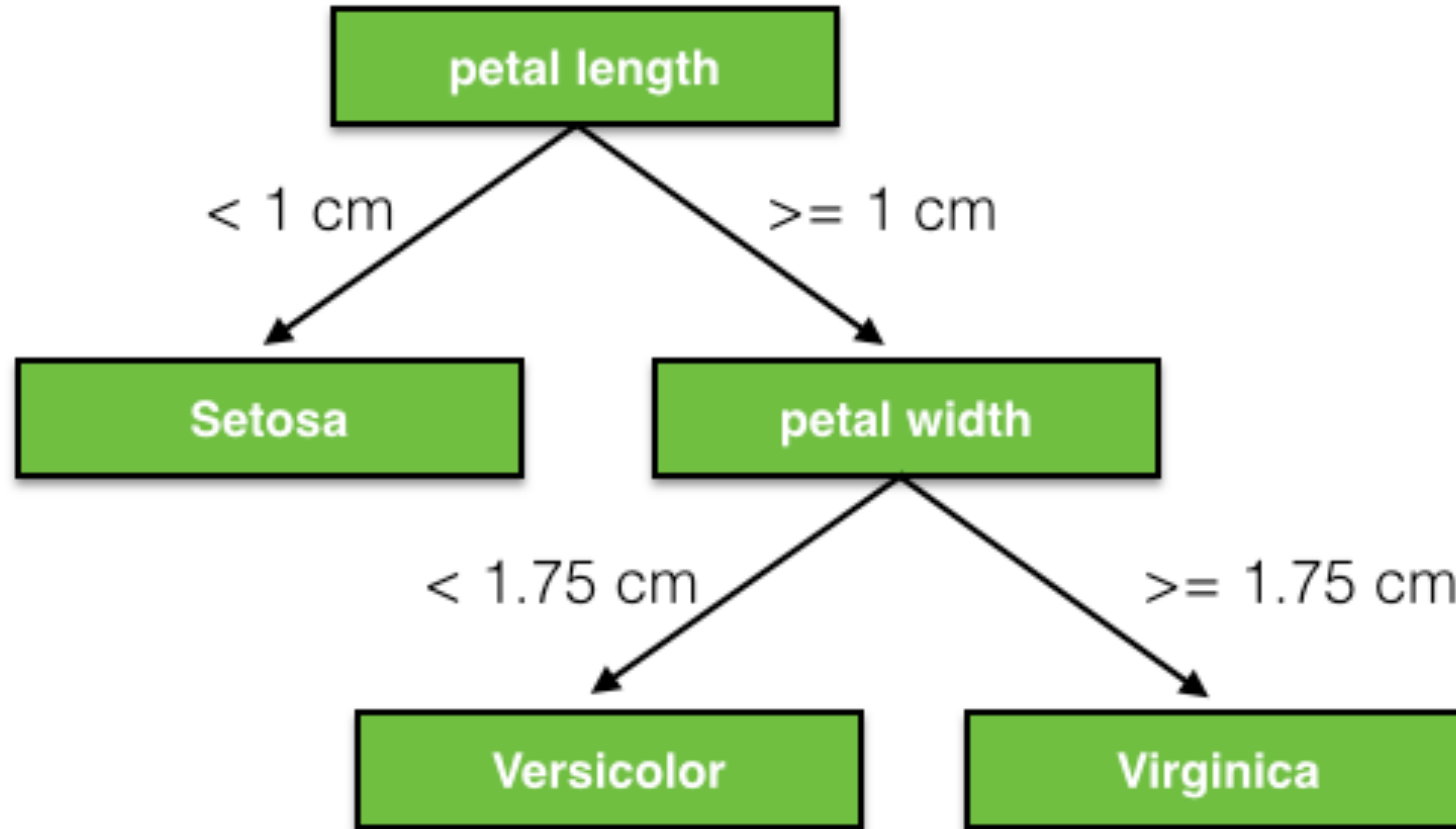 petal length
< 1 cm
>= 1 cm
Setosa
petal width
< 1.75 cm
>= 1.75 cm
Versicolor
Virginica